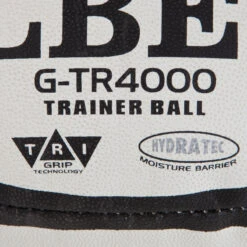 LBE
G-TR4000
TRAINER BALL
TRI
GRIP
TECHNOLOGY
HYDRATEC
MOISTURE BARRIER